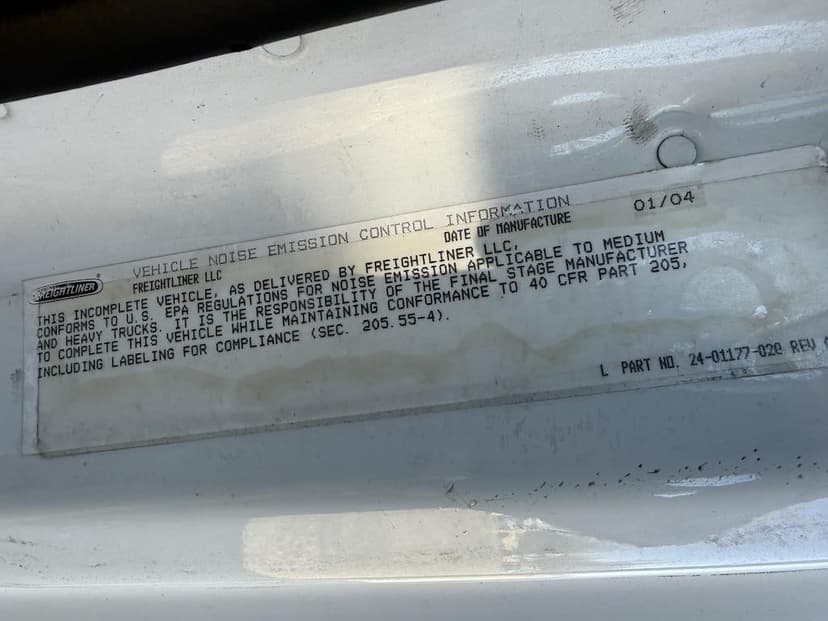 VEHICLE NOISE EMISSION CONTROL INFORMATION
FREIGHTLINER LLC DATE OF MANUFACTURE 01/04
FREIGHTLINER
THIS INCOMPLETE VEHICLE, AS DELIVERED BY FREIGHTLINER LLC,
CONFORMS TO U.S. EPA REGULATIONS FOR NOISE EMISSION APPLICABLE TO MEDIUM
AND HEAVY TRUCKS. IT IS THE RESPONSIBILITY OF THE FINAL STAGE MANUFACTURER
TO COMPLETE THIS VEHICLE WHILE MAINTAINING CONFORMANCE TO 40 CFR PART 205,
INCLUDING LABELING FOR COMPLIANCE (SEC. 205.55-4).
L PART NO. 24-01177-020 REV